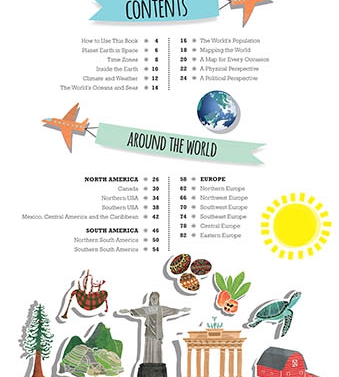 CONTENTS
How to Use This Book 4
Planet Earth in Space 6
Time Zones 8
Inside the Earth 10
Climate and Weather 12
The World's Oceans and Seas 14
16 The World's Population
18 Mapping the World
20 A Map for Every Occasion
22 A Physical Perspective
24 A Political Perspective
AROUND THE WORLD
NORTH AMERICA 26
Canada 30
Northern USA 34
Southern USA 38
Mexico, Central America and the Caribbean 42
SOUTH AMERICA 46
Northern South America 50
Southern South America 54
58 EUROPE
62 Northern Europe
66 Northwest Europe
70 Southwest Europe
74 Southeast Europe
78 Central Europe
82 Eastern Europe